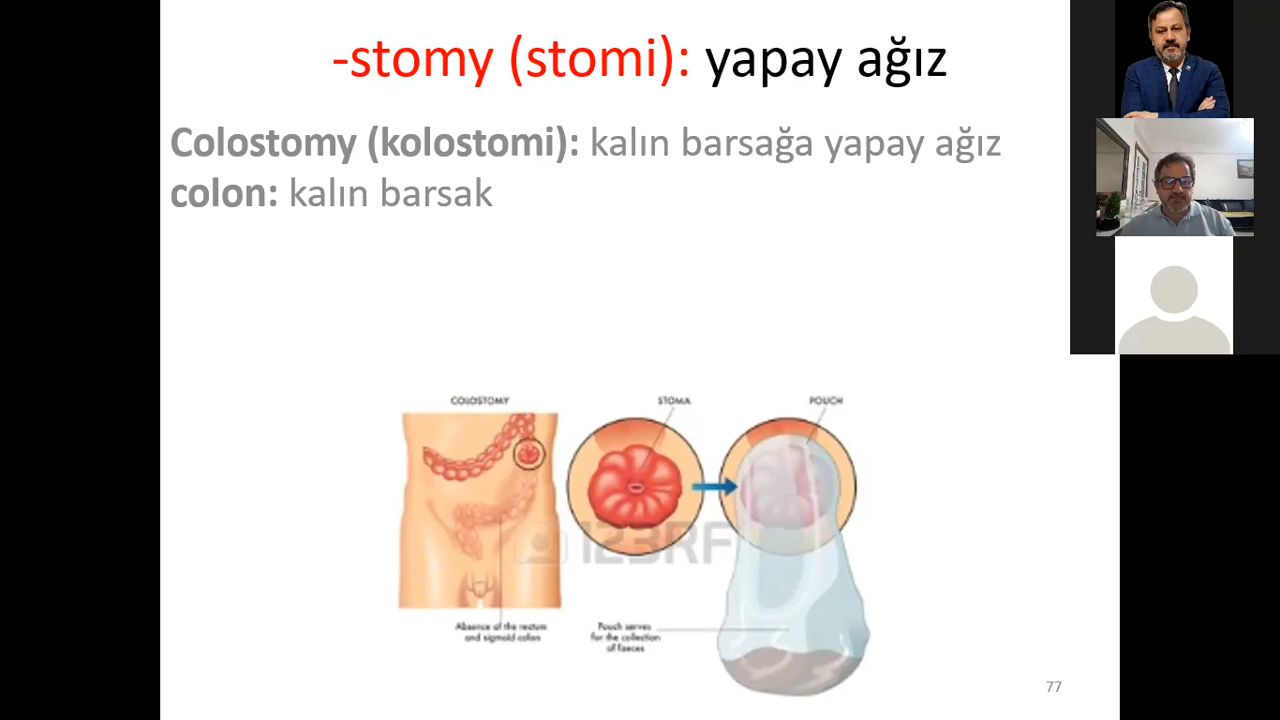 -stomy (stomi): yapay ağız
Colostomy (kolostomi): kalın barsağa yapay ağız
colon: kalın barsak
COLOSTOMY
STOMA
POUCH
123RF
Absence of the rectum
and sigmoid colon
Pouch serves
for the collection
of faeces
77